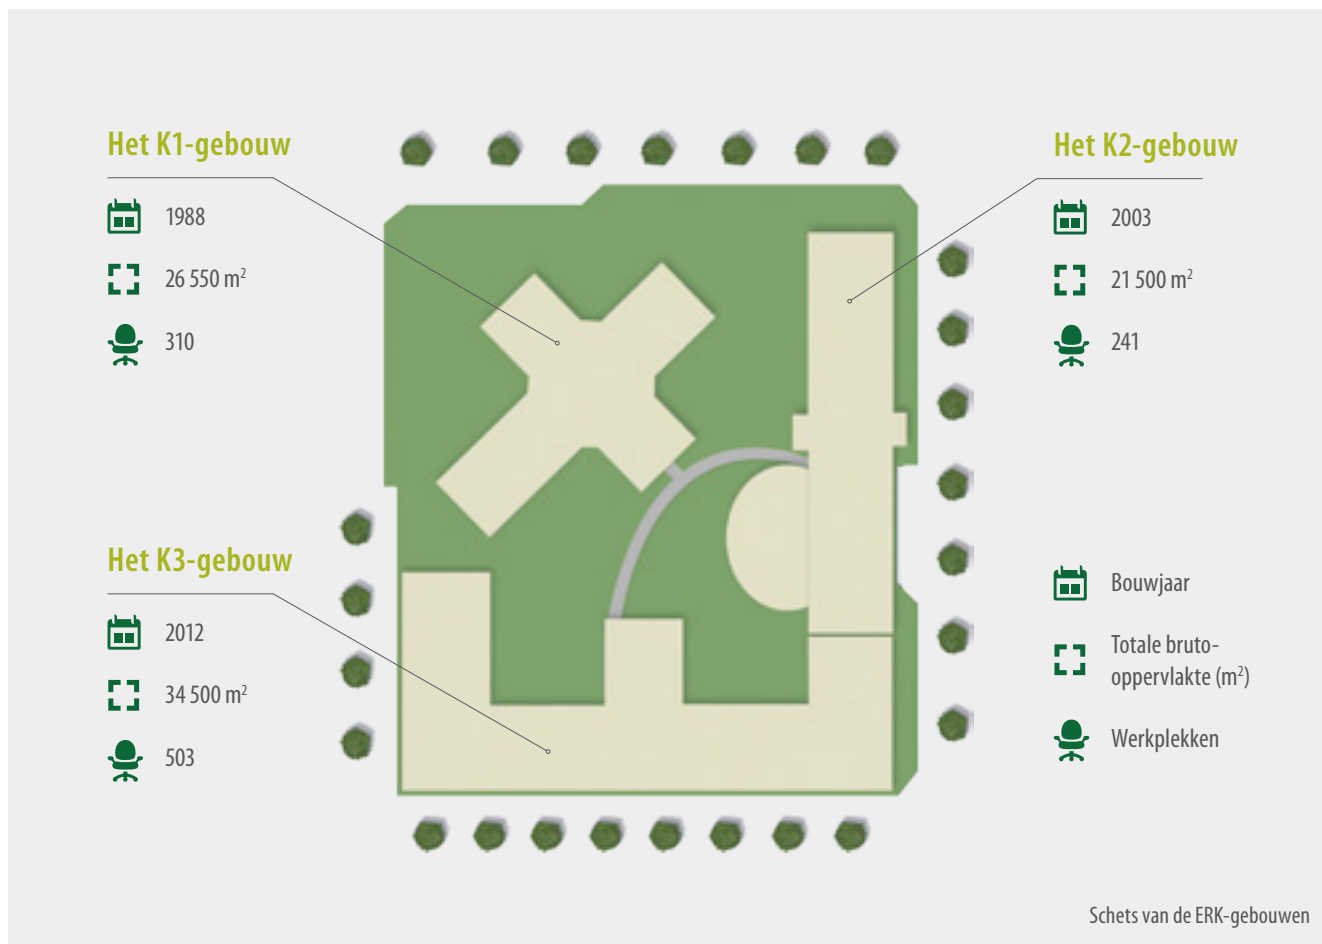 Het K1-gebouw
1988
26 550 m²
310
Het K2-gebouw
2003
21 500 m²
241
Het K3-gebouw
2012
34 500 m²
503
Bouwjaar
Totale bruto-
oppervlakte (m²)
Werkplekken
Schets van de ERK-gebouwen